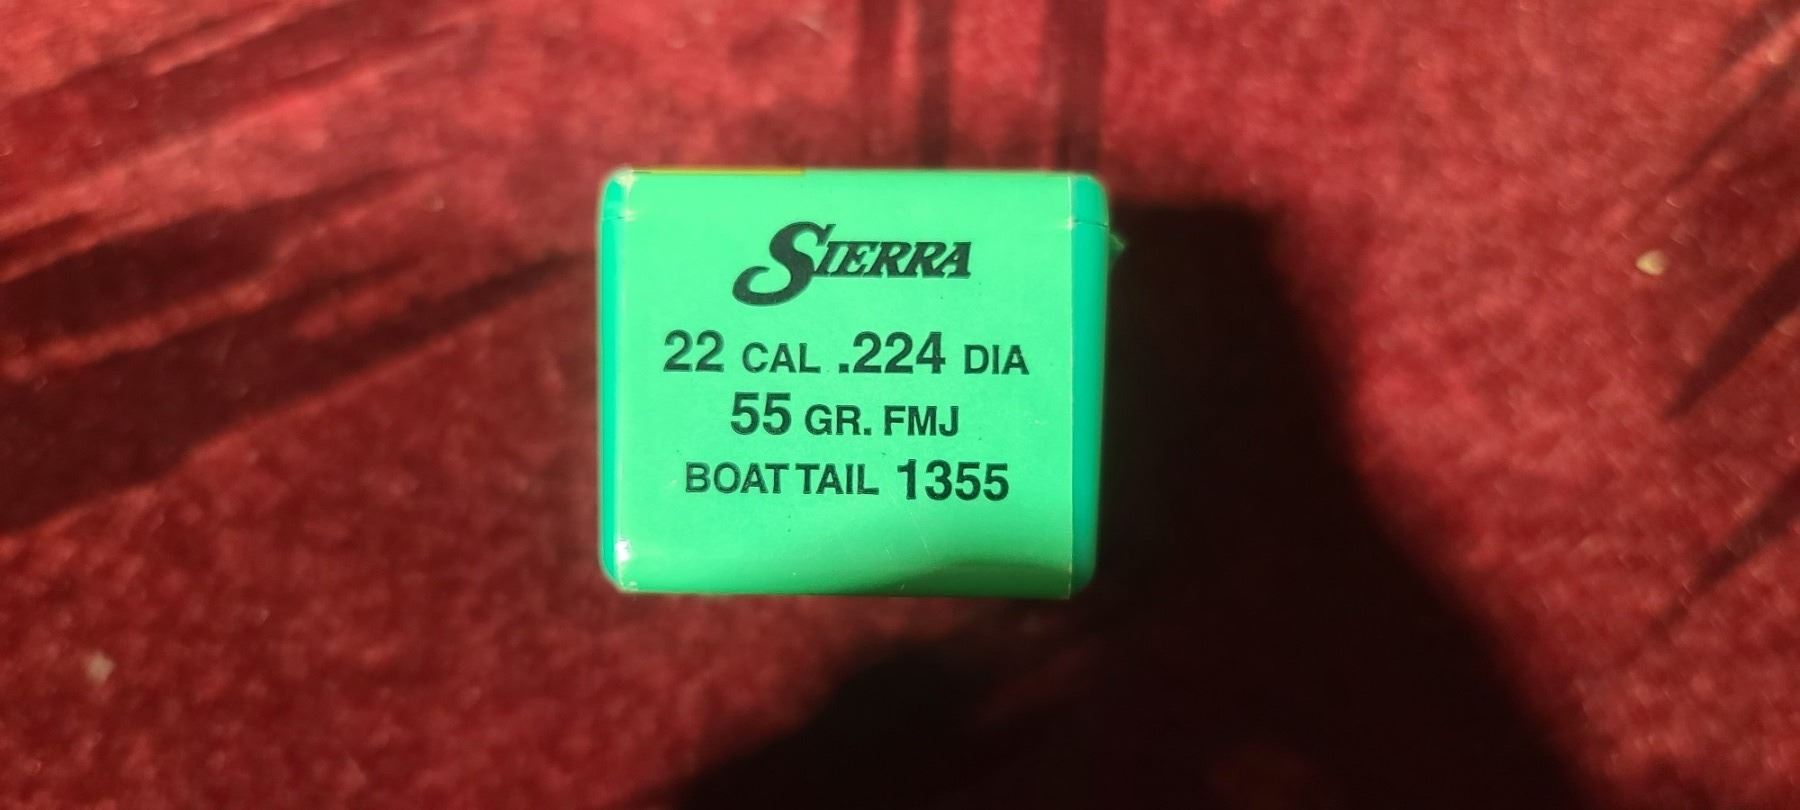 SIERRA
22 CAL .224 DIA
55 GR. FMJ
BOAT TAIL 1355